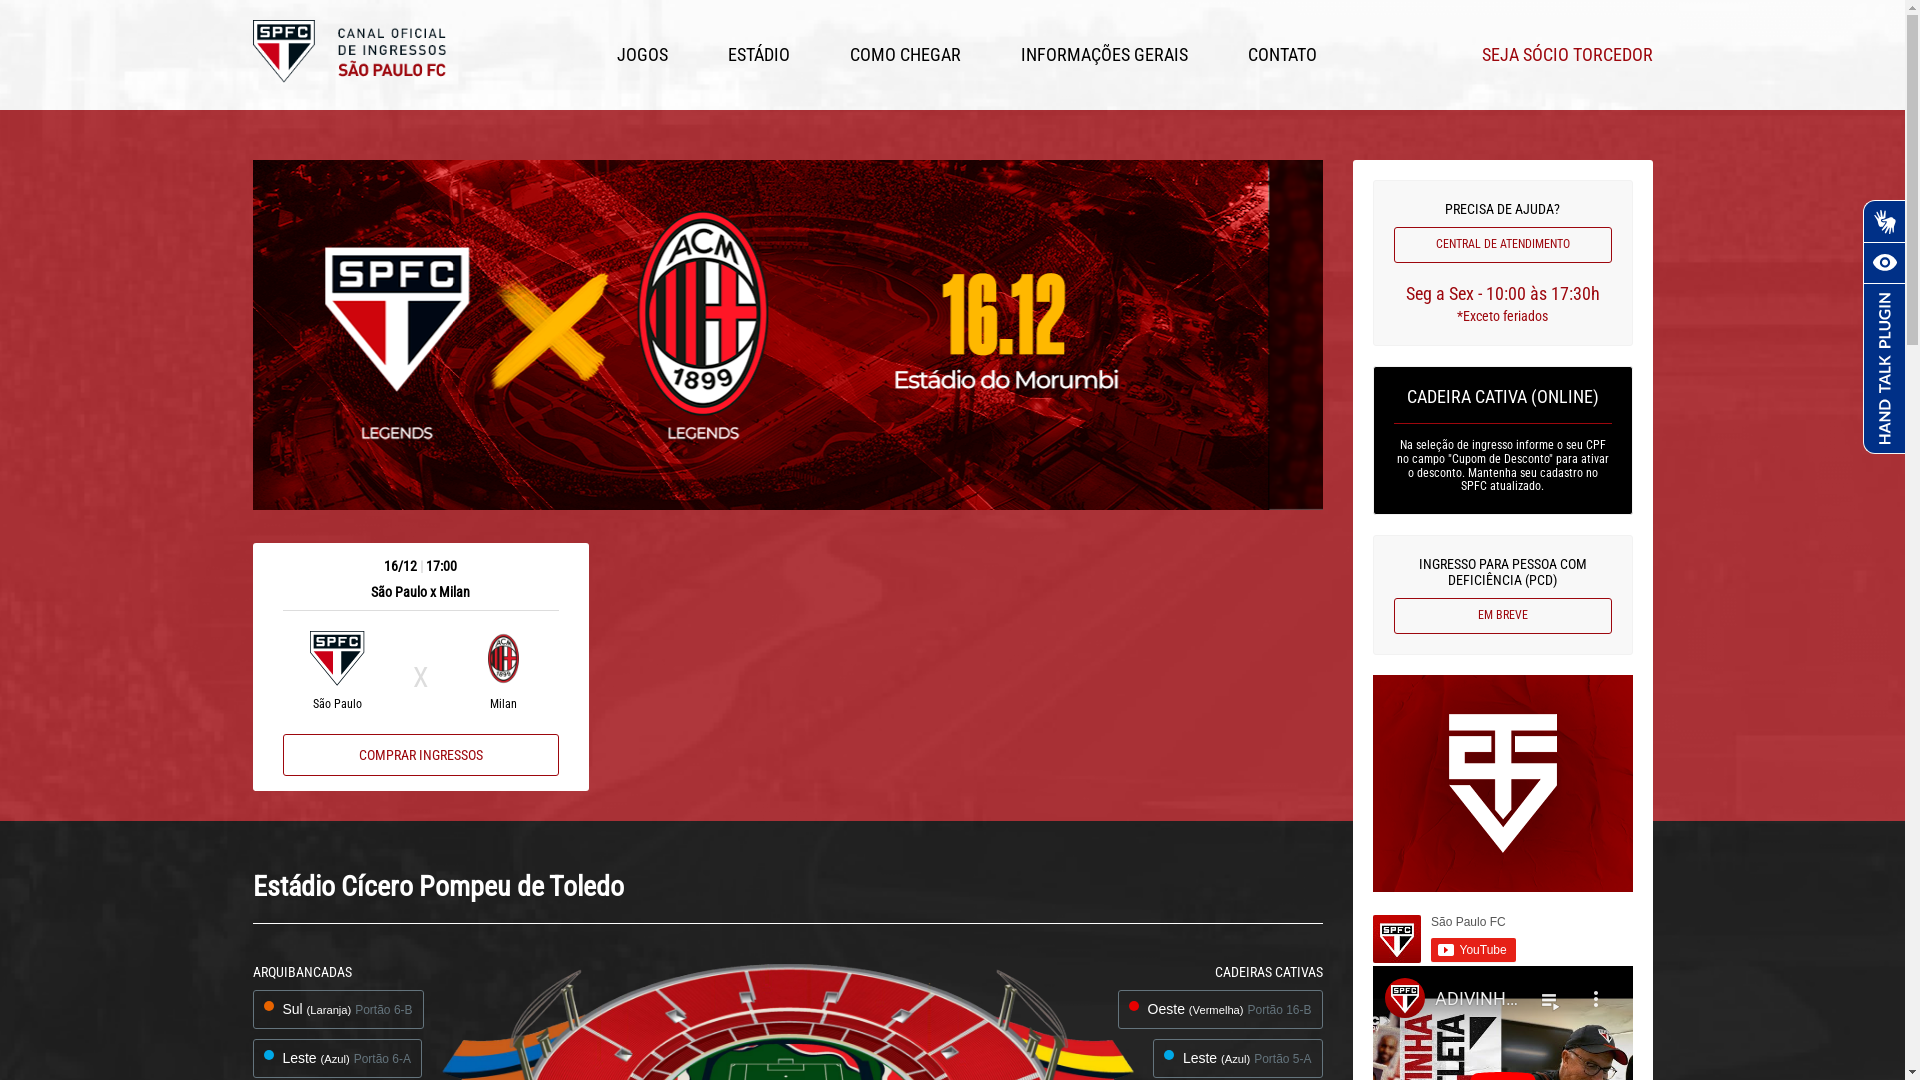 SPFC
CANAL OFICIAL
DE INGRESSOS
SÃO PAULO FC
JOGOS
ESTÁDIO
COMO CHEGAR
INFORMAÇÕES GERAIS
CONTATO
SEJA SÓCIO TORCEDOR
SPFC
LEGENDS
ACM
1899
LEGENDS
16.12
Estádio do Morumbi
16/12 | 17:00
São Paulo x Milan
SPFC
São Paulo
X
ACM
1899
Milan
COMPRAR INGRESSOS
PRECISA DE AJUDA?
CENTRAL DE ATENDIMENTO
Seg a Sex - 10:00 às 17:30h
*Exceto feriados
CADEIRA CATIVA (ONLINE)
Na seleção de ingresso informe o seu CPF
no campo "Cupom de Desconto" para ativar
o desconto. Mantenha seu cadastro no
SPFC atualizado.
INGRESSO PARA PESSOA COM
DEFICIÊNCIA (PCD)
EM BREVE
SPFC
São Paulo FC
YouTube
SPFC
ADIVINH...
HAND TALK PLUGIN
Estádio Cícero Pompeu de Toledo
ARQUIBANCADAS
Sul (Laranja) Portão 6-B
Leste (Azul) Portão 6-A
CADEIRAS CATIVAS
Oeste (Vermelha) Portão 16-B
Leste (Azul) Portão 5-A